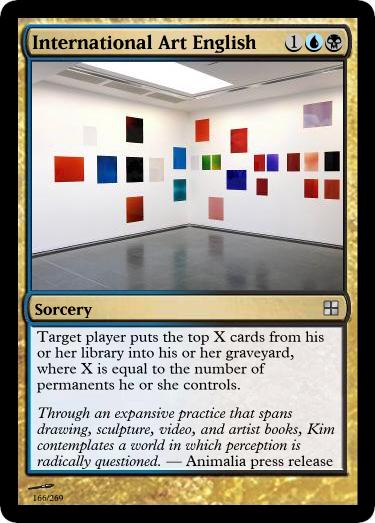 International Art English 1
Sorcery
Target player puts the top X cards from his
or her library into his or her graveyard,
where X is equal to the number of
permanents he or she controls.
Through an expansive practice that spans
drawing, sculpture, video, and artist books, Kim
contemplates a world in which perception is
radically questioned. — Animalia press release
166/269